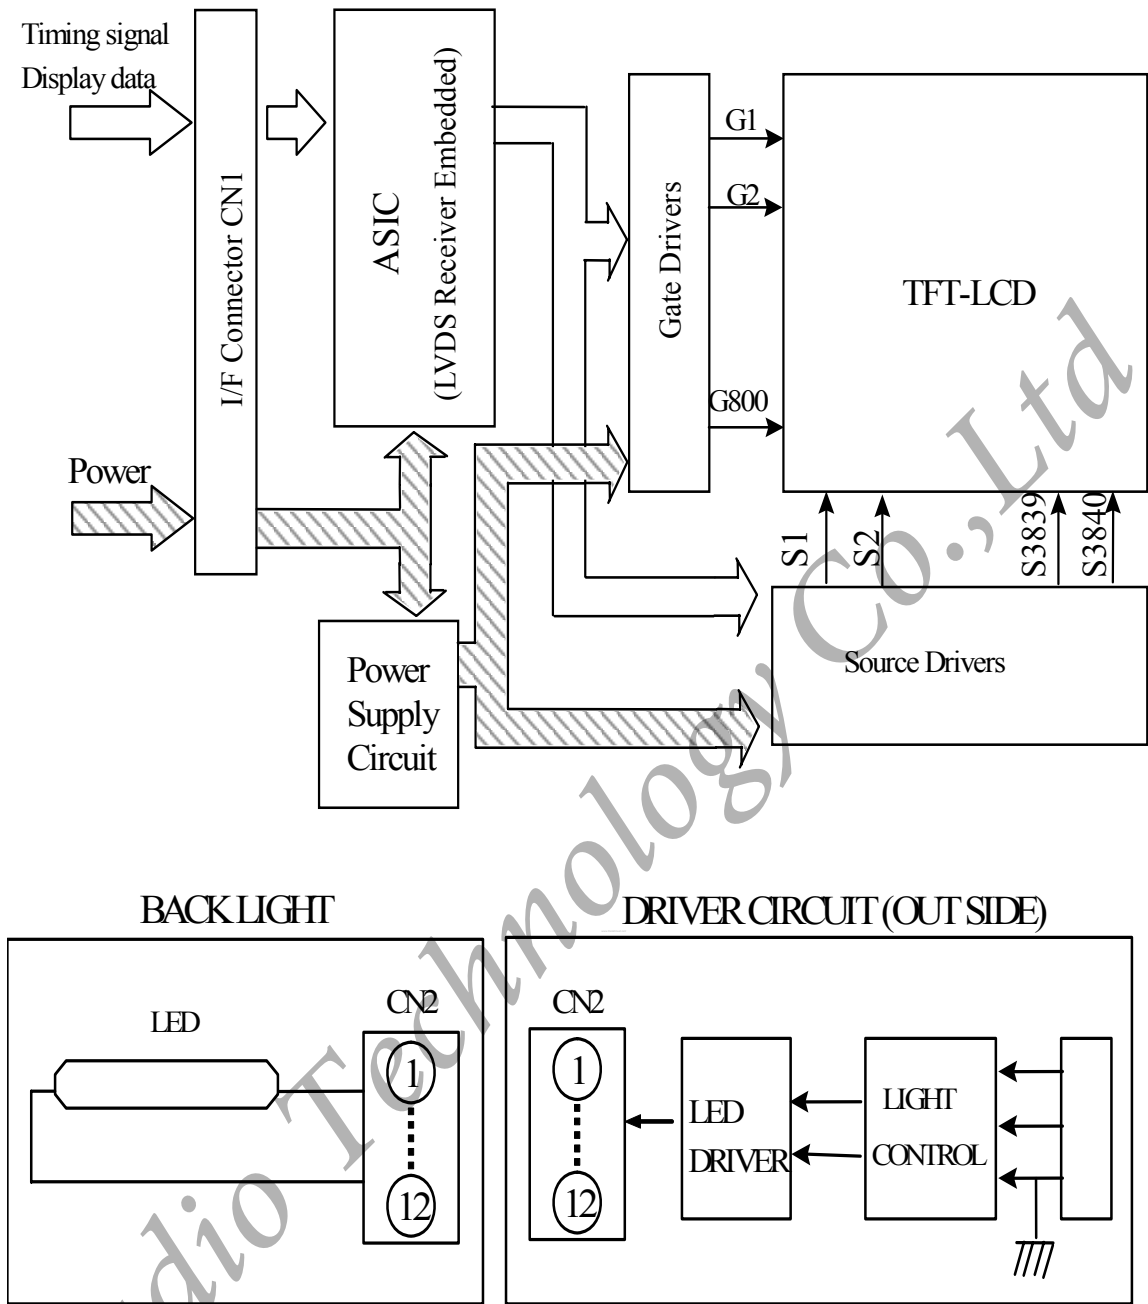 Timing signal
Display data
I/F Connector CN1
ASIC
(LVDS Receiver Embedded)
Gate Drivers
G1
G2
G800
TFT-LCD
Power
S1
S2
S3839
S3840
Power
Supply
Circuit
Source Drivers
BACK LIGHT
DRIVER CIRCUIT (OUT SIDE)
LED
CN2
1
12
CN2
1
12
LED
DRIVER
LIGHT
CONTROL
dio Technology Co.,Ltd